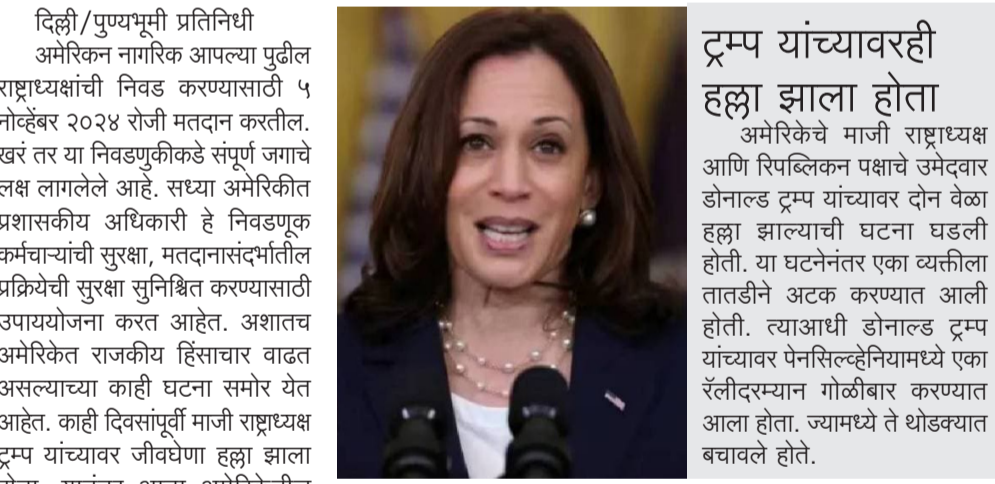 दिल्ली/पुण्यभूमी प्रतिनिधी
अमेरिकन नागरिक आपल्या पुढील
राष्ट्राध्यक्षांची निवड करण्यासाठी ५
नोव्हेंबर २०२४ रोजी मतदान करतील.
खरं तर या निवडणुकीकडे संपूर्ण जगाचे
लक्ष लागलेले आहे. सध्या अमेरिकीत
प्रशासकीय अधिकारी हे निवडणूक
कर्मचाऱ्यांची सुरक्षा, मतदानासंदर्भातील
प्रक्रियेची सुरक्षा सुनिश्चित करण्यासाठी
उपाययोजना करत आहेत. अशातच
अमेरिकेत राजकीय हिंसाचार वाढत
असल्याच्या काही घटना समोर येत
आहेत. काही दिवसांपूर्वी माजी राष्ट्राध्यक्ष
ट्रम्प यांच्यावर जीवघेणा हल्ला झाला
ट्रम्प यांच्यावरही
हल्ला झाला होता
अमेरिकेचे माजी राष्ट्राध्यक्ष
आणि रिपब्लिकन पक्षाचे उमेदवार
डोनाल्ड ट्रम्प यांच्यावर दोन वेळा
हल्ला झाल्याची घटना घडली
होती. या घटनेनंतर एका व्यक्तीला
तातडीने अटक करण्यात आली
होती. त्याआधी डोनाल्ड ट्रम्प
यांच्यावर पेनसिल्व्हेनियामध्ये एका
रॅलीदरम्यान गोळीबार करण्यात
आला होता. ज्यामध्ये ते थोडक्यात
बचावले होते.